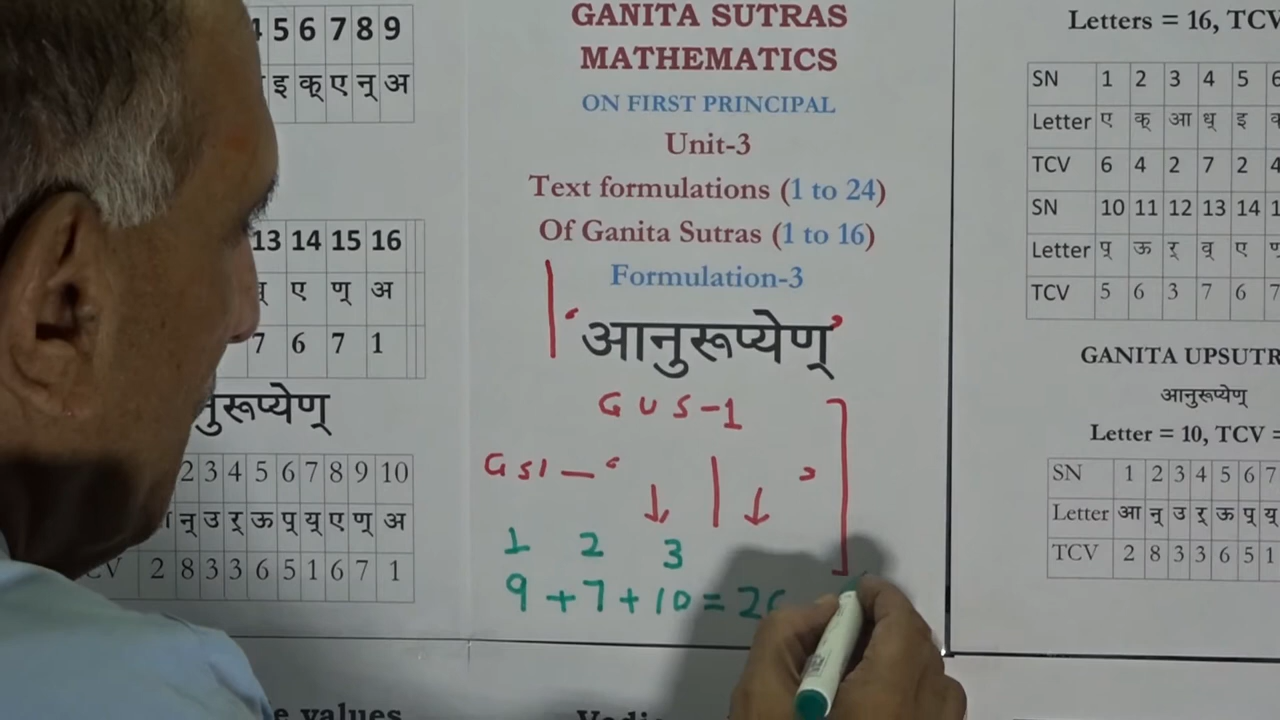 5 6 7 8 9
इ क् ए न् अ
13 14 15 16
ए ण् अ
7 6 7 1
2 3 4 5 6 7 8 9 10
न् उ र् ऊ प् य् ए ण् अ
2 8 3 3 6 5 1 6 7 1
GANITA SUTRAS
MATHEMATICS
ON FIRST PRINCIPAL
Unit-3
Text formulations (1 to 24)
Of Ganita Sutras (1 to 16)
Formulation-3
'आनुरूप्येण्'
GUS-1
GS1 — " ↓ | ↓ "
1 2 3
9 + 7 + 10 = 26
Letters = 16, TCV
SN 1 2 3 4 5 6
Letter ए क् आ ध् इ क
TCV 6 4 2 7 2 4
SN 10 11 12 13 14
Letter प् ऊ र् व् ए ण्
TCV 5 6 3 7 6 7
GANITA UPSUTR
आनुरूप्येण्
Letter = 10, TCV =
SN 1 2 3 4 5 6 7
Letter आ न् उ र् ऊ प् य्
TCV 2 8 3 3 6 5 1
values